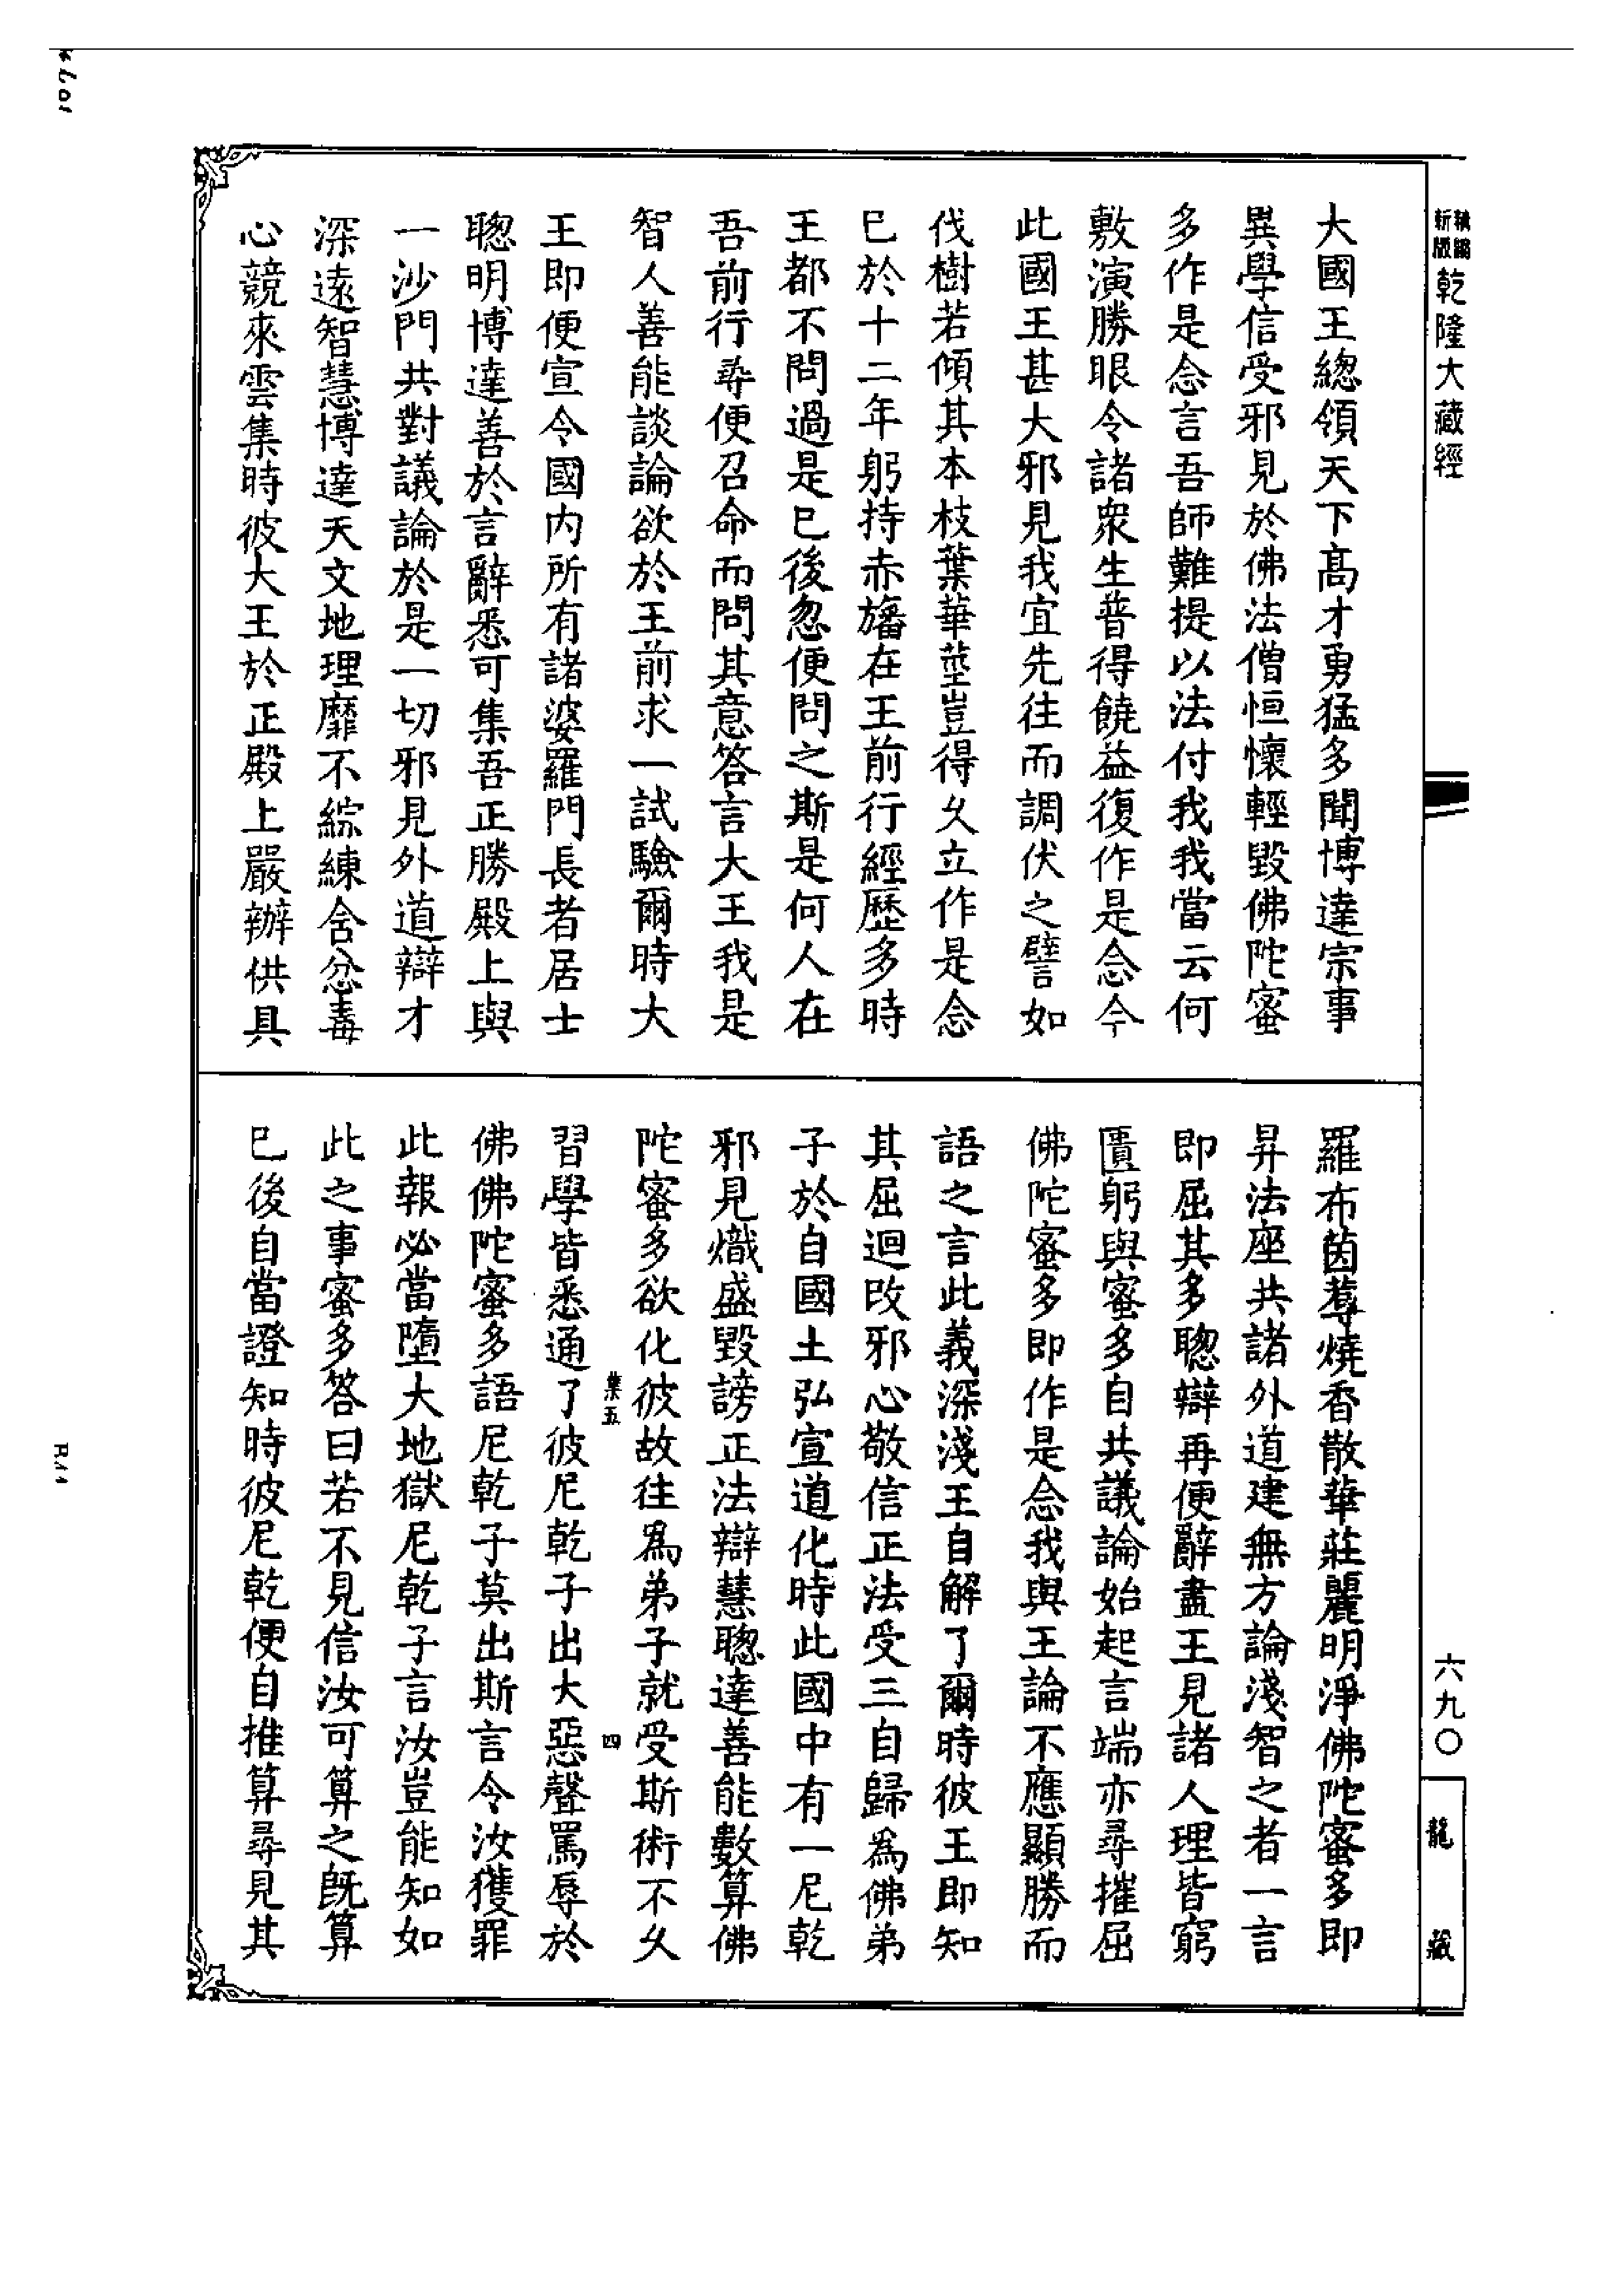 新編
新版
乾隆大藏經
六九〇
龍藏
大國王總領天下高才勇猛多聞博達宗事
異學信受邪見於佛法僧恒懷輕毀佛陀蜜
多作是念言吾師難提以法付我我當云何
敷演勝眼令諸衆生普得饒益復作是念今
此國王甚大邪見我宜先往而調伏之譬如
伐樹若傾其本枝葉華莖豈得久立作是念
已於十二年躬持赤旛在王前行經歷多時
王都不問過是已後忽便問之斯是何人在
吾前行尋便召命而問其意答言大王我是
智人善能談論欲於王前求一試驗爾時大
王即便宣令國内所有諸婆羅門長者居士
聰明博達善於言辭悉可集吾正勝殿上與
一沙門共對議論於是一切邪見外道辯才
深遠智慧博達天文地理靡不綜練含忿毒
心競來雲集時彼大王於正殿上嚴辦供具
羅布茵蓐燒香散華莊麗明淨佛陀蜜多即
昇法座共諸外道建無方論淺智之者一言
即屈其多聰辯再便辭盡王見諸人理皆窮
匱躬與蜜多自共議論始起言端亦尋摧屈
佛陀蜜多即作是念我與王論不應顯勝而
語之言此義深淺王自解了爾時彼王即知
其屈迴改邪心敬信正法受三自歸爲佛弟
子於自國土弘宣道化時此國中有一尼乾
邪見熾盛毀謗正法辯慧聰達善能數算佛
陀蜜多欲化彼故往爲弟子就受斯術不久
集五
四
習學皆悉通了彼尼乾子出大惡聲罵辱於
佛佛陀蜜多語尼乾子莫出斯言令汝獲罪
此報必當墮大地獄尼乾子言汝豈能知如
此之事蜜多答曰若不見信汝可算之既算
已後自當證知時彼尼乾便自推算尋見其